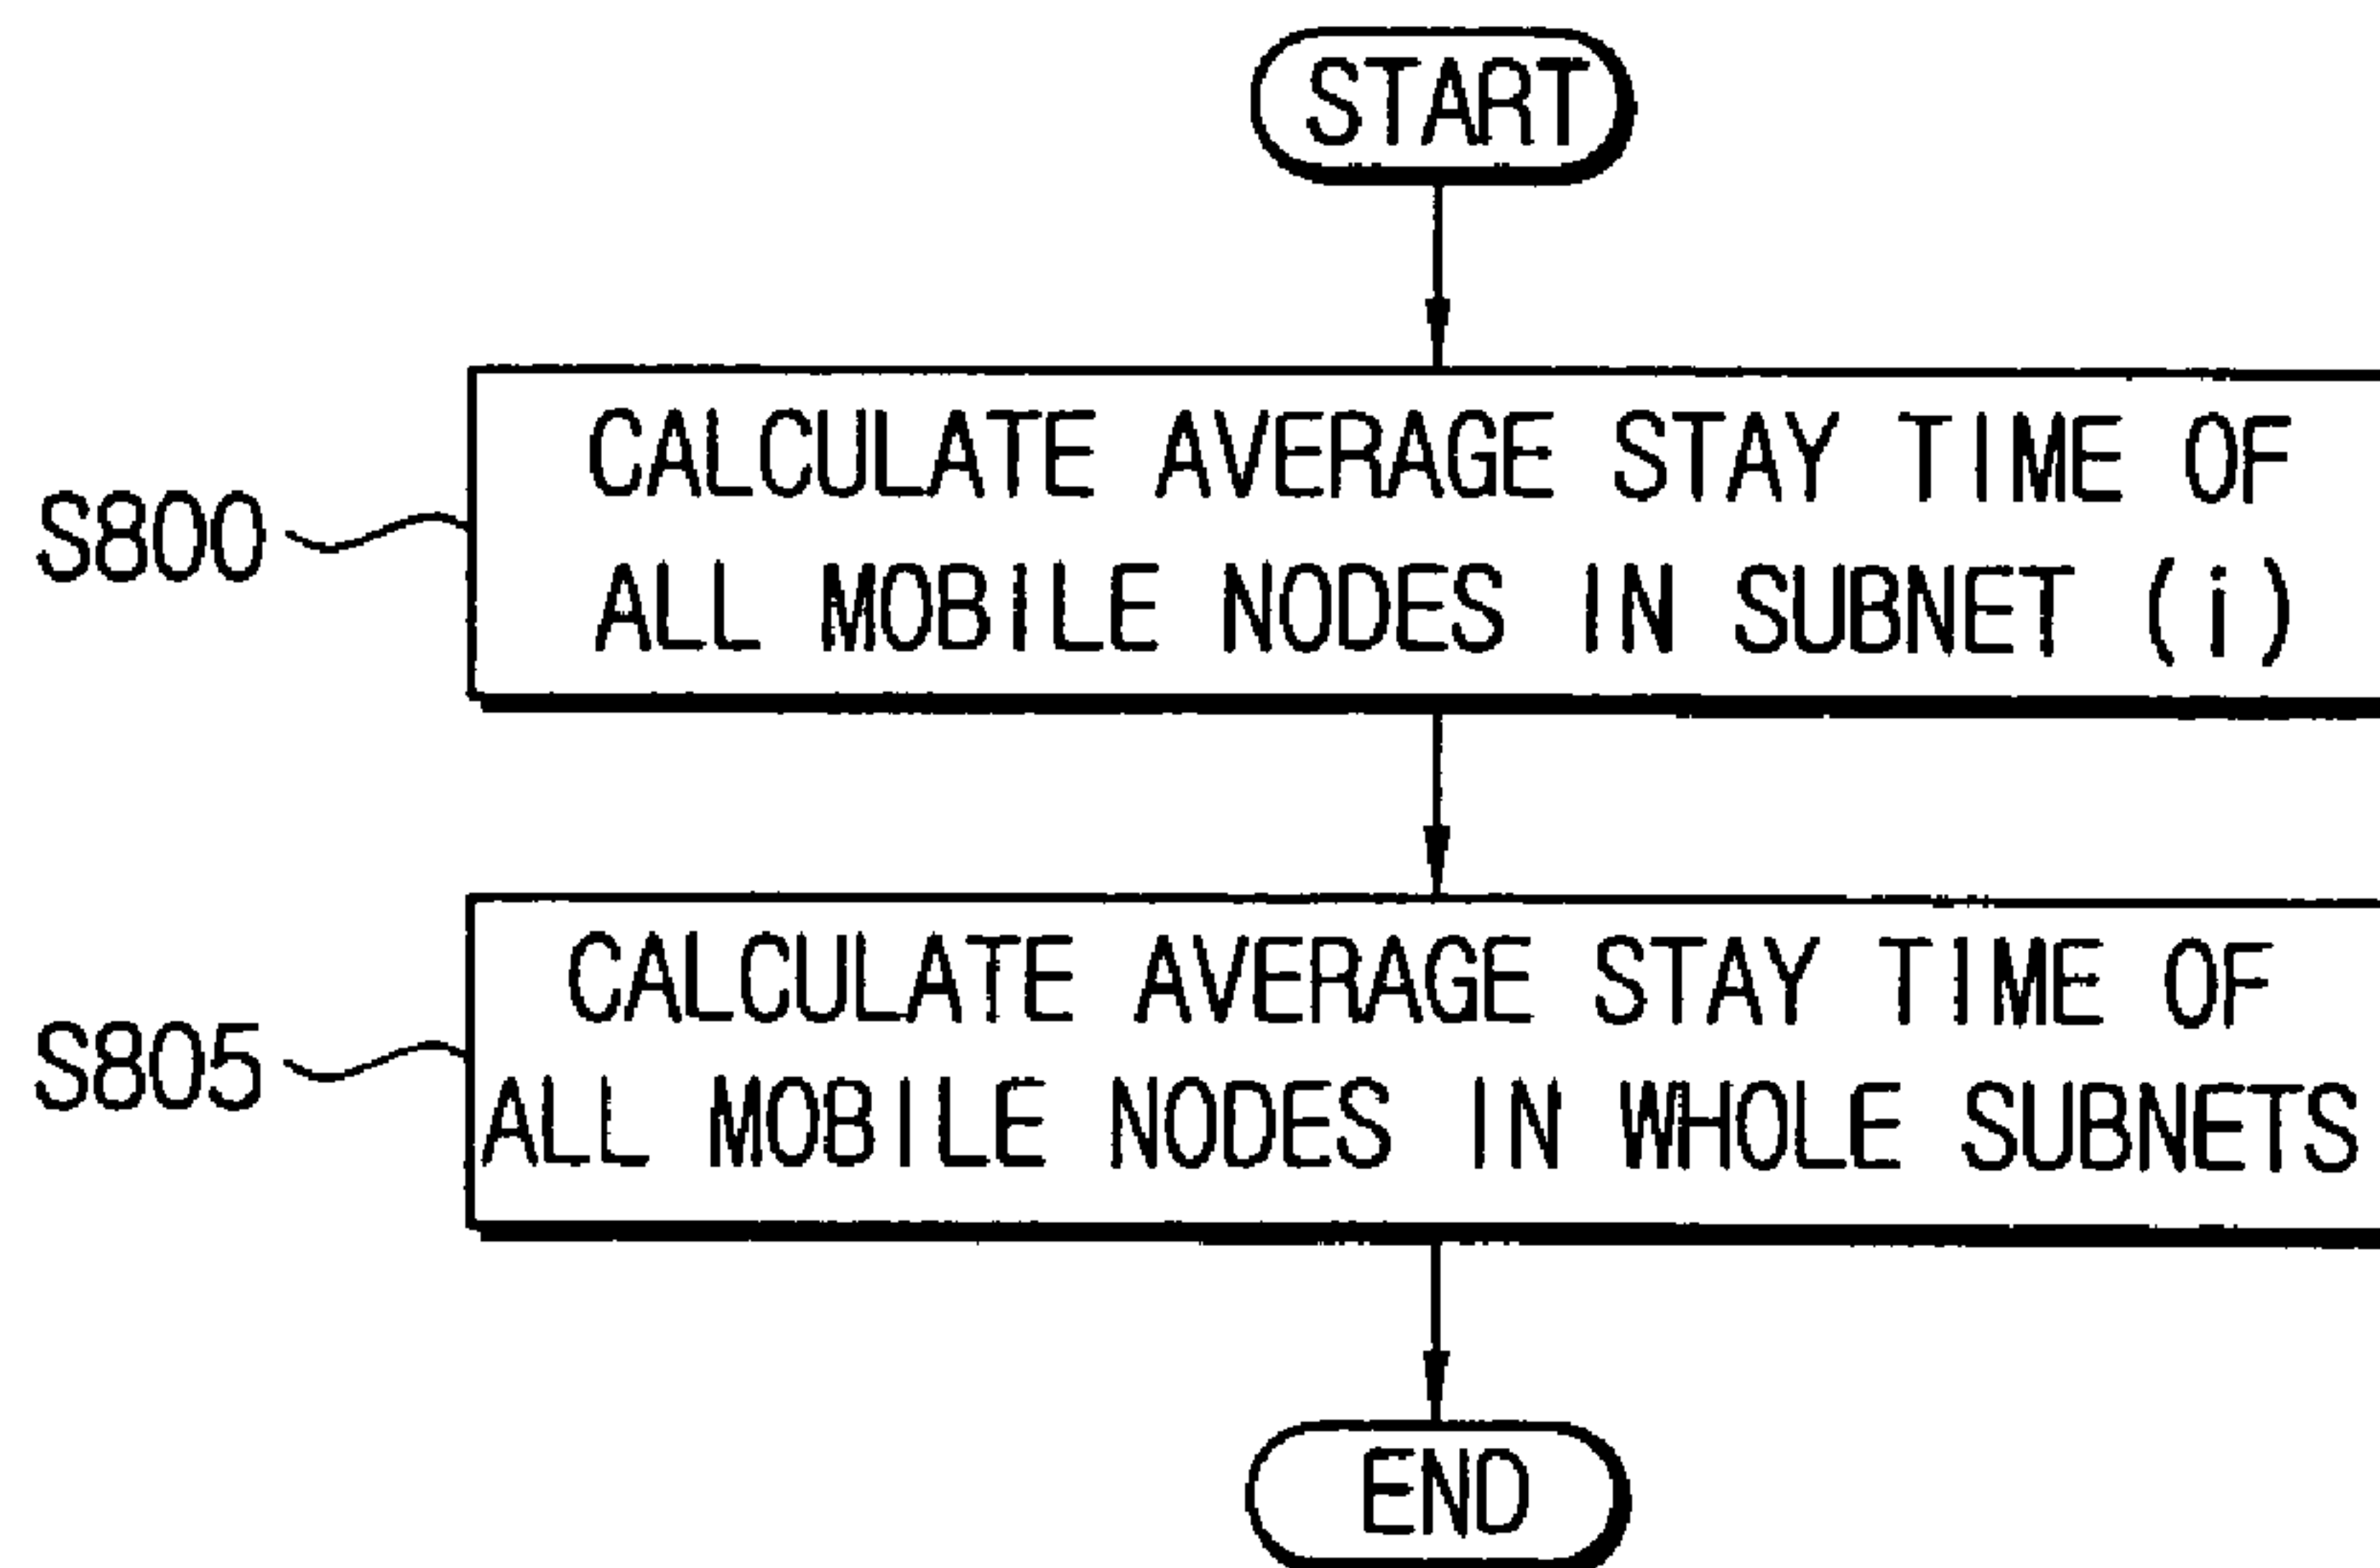 START
S800
CALCULATE AVERAGE STAY TIME OF
ALL MOBILE NODES IN SUBNET (i)
S805
CALCULATE AVERAGE STAY TIME OF
ALL MOBILE NODES IN WHOLE SUBNETS
END